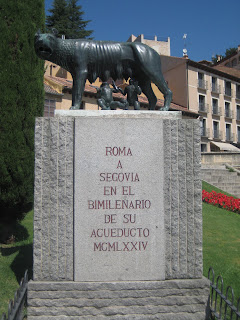 ROMA
A
SEGOVIA
EN EL
BIMILENARIO
DE SU
ACUEDUCTO
MCMLXXIV